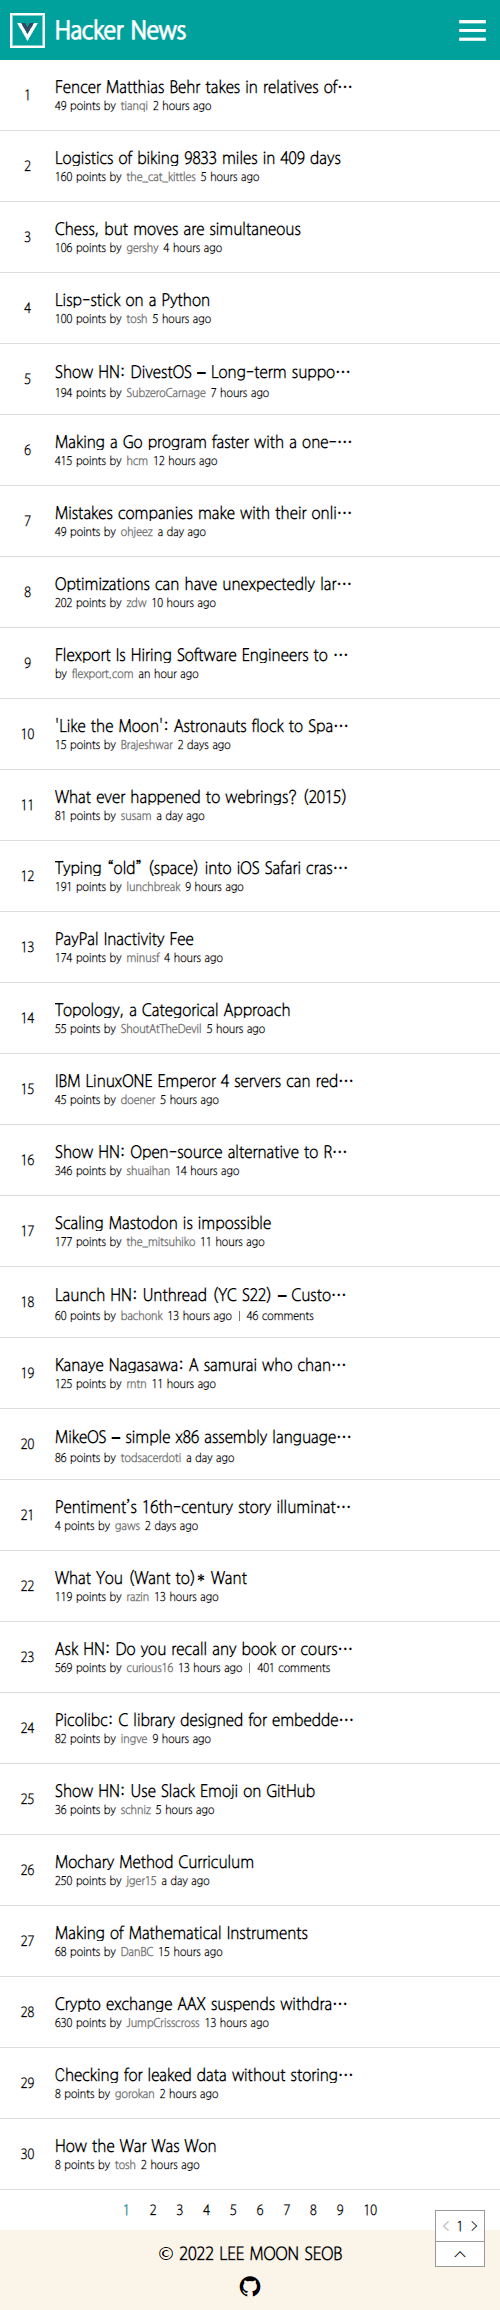 Hacker News
1
Fencer Matthias Behr takes in relatives of…
49 points by tianqi 2 hours ago
2
Logistics of biking 9833 miles in 409 days
160 points by the_cat_kittles 5 hours ago
3
Chess, but moves are simultaneous
106 points by gershy 4 hours ago
4
Lisp-stick on a Python
100 points by tosh 5 hours ago
5
Show HN: DivestOS – Long-term suppo…
194 points by SubzeroCarnage 7 hours ago
6
Making a Go program faster with a one-…
415 points by hcm 12 hours ago
7
Mistakes companies make with their onli…
49 points by ohjeez a day ago
8
Optimizations can have unexpectedly lar…
202 points by zdw 10 hours ago
9
Flexport Is Hiring Software Engineers to …
by flexport.com an hour ago
10
'Like the Moon': Astronauts flock to Spa…
15 points by Brajeshwar 2 days ago
11
What ever happened to webrings? (2015)
81 points by susam a day ago
12
Typing “old” (space) into iOS Safari cras…
191 points by lunchbreak 9 hours ago
13
PayPal Inactivity Fee
174 points by minusf 4 hours ago
14
Topology, a Categorical Approach
55 points by ShoutAtTheDevil 5 hours ago
15
IBM LinuxONE Emperor 4 servers can red…
45 points by doener 5 hours ago
16
Show HN: Open-source alternative to R…
346 points by shuaihan 14 hours ago
17
Scaling Mastodon is impossible
177 points by the_mitsuhiko 11 hours ago
18
Launch HN: Unthread (YC S22) – Custo…
60 points by bachonk 13 hours ago | 46 comments
19
Kanaye Nagasawa: A samurai who chan…
125 points by rntn 11 hours ago
20
MikeOS – simple x86 assembly language…
86 points by todsacerdoti a day ago
21
Pentiment’s 16th-century story illuminat…
4 points by gaws 2 days ago
22
What You (Want to)* Want
119 points by razin 13 hours ago
23
Ask HN: Do you recall any book or cours…
569 points by curious16 13 hours ago | 401 comments
24
Picolibc: C library designed for embedde…
82 points by ingve 9 hours ago
25
Show HN: Use Slack Emoji on GitHub
36 points by schniz 5 hours ago
26
Mochary Method Curriculum
250 points by jger15 a day ago
27
Making of Mathematical Instruments
68 points by DanBC 15 hours ago
28
Crypto exchange AAX suspends withdra…
630 points by JumpCrisscross 13 hours ago
29
Checking for leaked data without storing…
8 points by gorokan 2 hours ago
30
How the War Was Won
8 points by tosh 2 hours ago
1 2 3 4 5 6 7 8 9 10
< 1 >
© 2022 LEE MOON SEOB